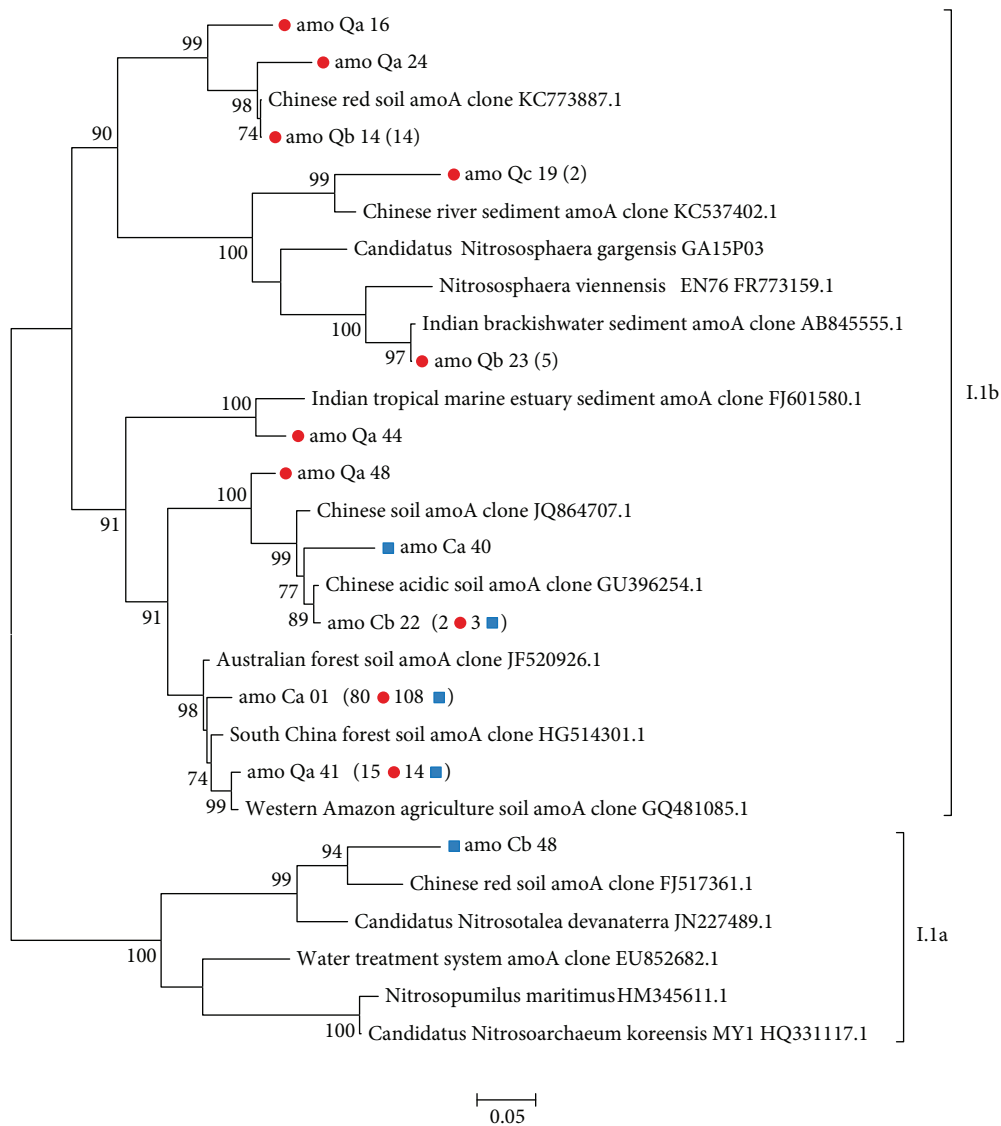 99
amo Qa 16
amo Qa 24
98
Chinese red soil amoA clone KC773887.1
74
amo Qb 14 (14)
90
99
amo Qc 19 (2)
Chinese river sediment amoA clone KC537402.1
100
Candidatus Nitrososphaera gargensis GA15P03
Nitrososphaera viennensis EN76 FR773159.1
100
Indian brackishwater sediment amoA clone AB845555.1
97
amo Qb 23 (5)
I.1b
100
Indian tropical marine estuary sediment amoA clone FJ601580.1
amo Qa 44
91
amo Qa 48
100
Chinese soil amoA clone JQ864707.1
99
amo Ca 40
77
Chinese acidic soil amoA clone GU396254.1
89
amo Cb 22 (2 3 )
91
Australian forest soil amoA clone JF520926.1
98
amo Ca 01 (80 108 )
South China forest soil amoA clone HG514301.1
74
amo Qa 41 (15 14 )
99
Western Amazon agriculture soil amoA clone GQ481085.1
94
amo Cb 48
99
Chinese red soil amoA clone FJ517361.1
Candidatus Nitrosotalea devanaterra JN227489.1
I.1a
100
Water treatment system amoA clone EU852682.1
Nitrosopumilus maritimus HM345611.1
100
Candidatus Nitrosoarchaeum koreensis MY1 HQ331117.1
0.05